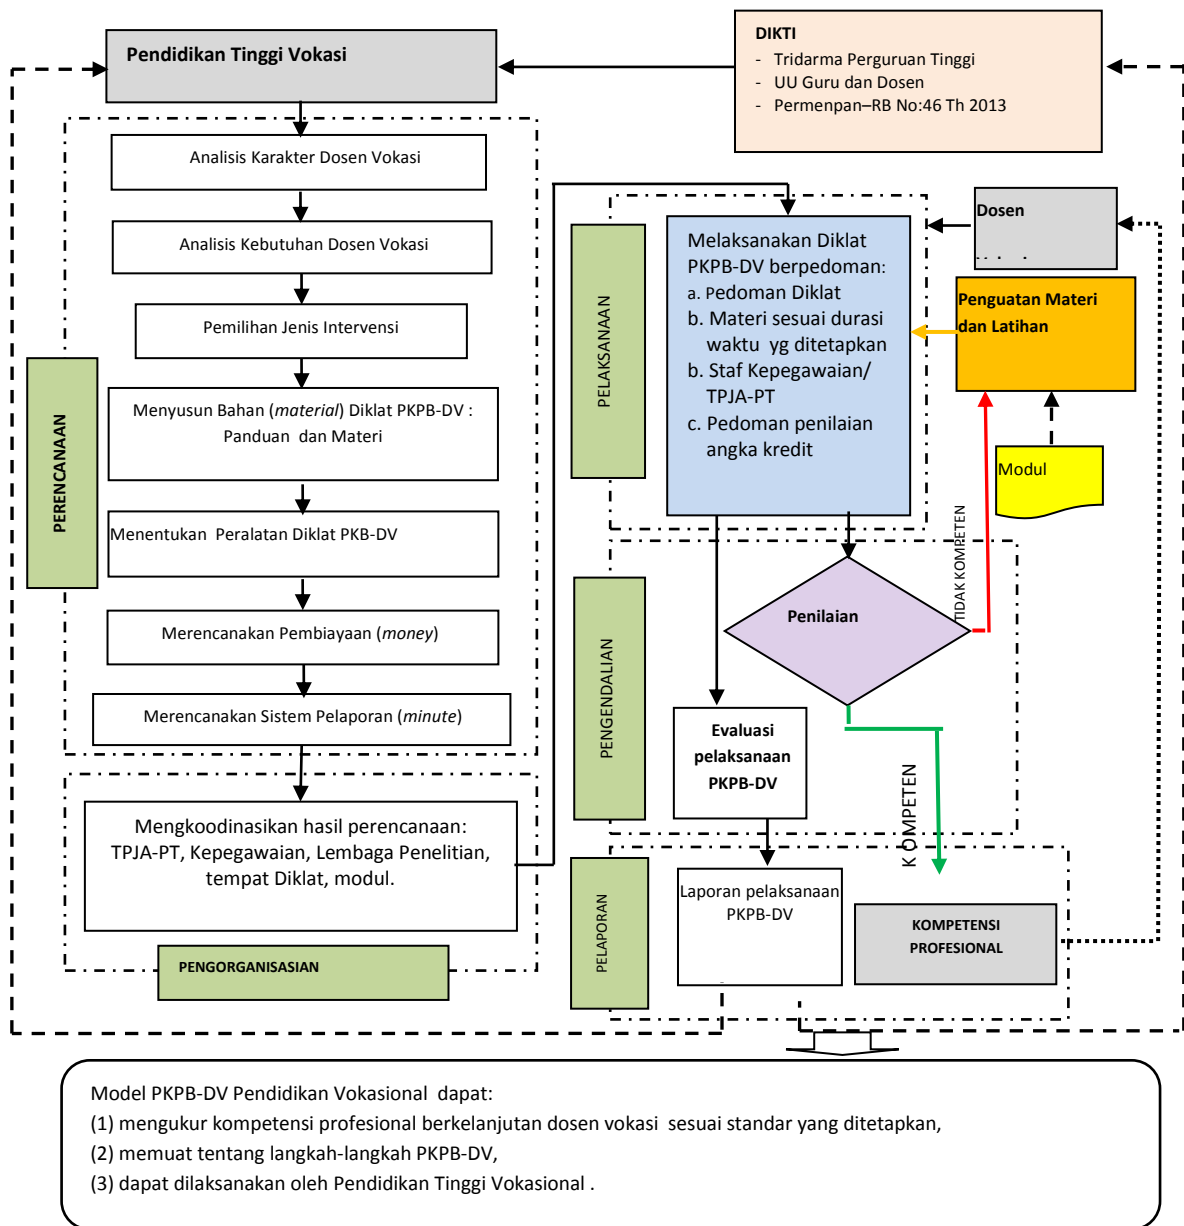 Pendidikan Tinggi Vokasi
DIKTI
- Tridarma Perguruan Tinggi
- UU Guru dan Dosen
- Permenpan–RB No:46 Th 2013
Analisis Karakter Dosen Vokasi
Analisis Kebutuhan Dosen Vokasi
Pemilihan Jenis Intervensi
Menyusun Bahan (material) Diklat PKPB-DV :
Panduan dan Materi
Menentukan Peralatan Diklat PKB-DV
Merencanakan Pembiayaan (money)
Merencanakan Sistem Pelaporan (minute)
PERENCANAAN
Mengkoodinasikan hasil perencanaan:
TPJA-PT, Kepegawaian, Lembaga Penelitian,
tempat Diklat, modul.
PENGORGANISASIAN
PELAKSANAAN
Melaksanakan Diklat
PKPB-DV berpedoman:
a. Pedoman Diklat
b. Materi sesuai durasi
waktu yg ditetapkan
b. Staf Kepegawaian/
TPJA-PT
c. Pedoman penilaian
angka kredit
Dosen
Penguatan Materi
dan Latihan
Modul
TIDAK KOMPETEN
PENGENDALIAN
Penilaian
Evaluasi
pelaksanaan
PKPB-DV
K OMPETEN
PELAPORAN
Laporan pelaksanaan
PKPB-DV
KOMPETENSI
PROFESIONAL
Model PKPB-DV Pendidikan Vokasional dapat:
(1) mengukur kompetensi profesional berkelanjutan dosen vokasi sesuai standar yang ditetapkan,
(2) memuat tentang langkah-langkah PKPB-DV,
(3) dapat dilaksanakan oleh Pendidikan Tinggi Vokasional .